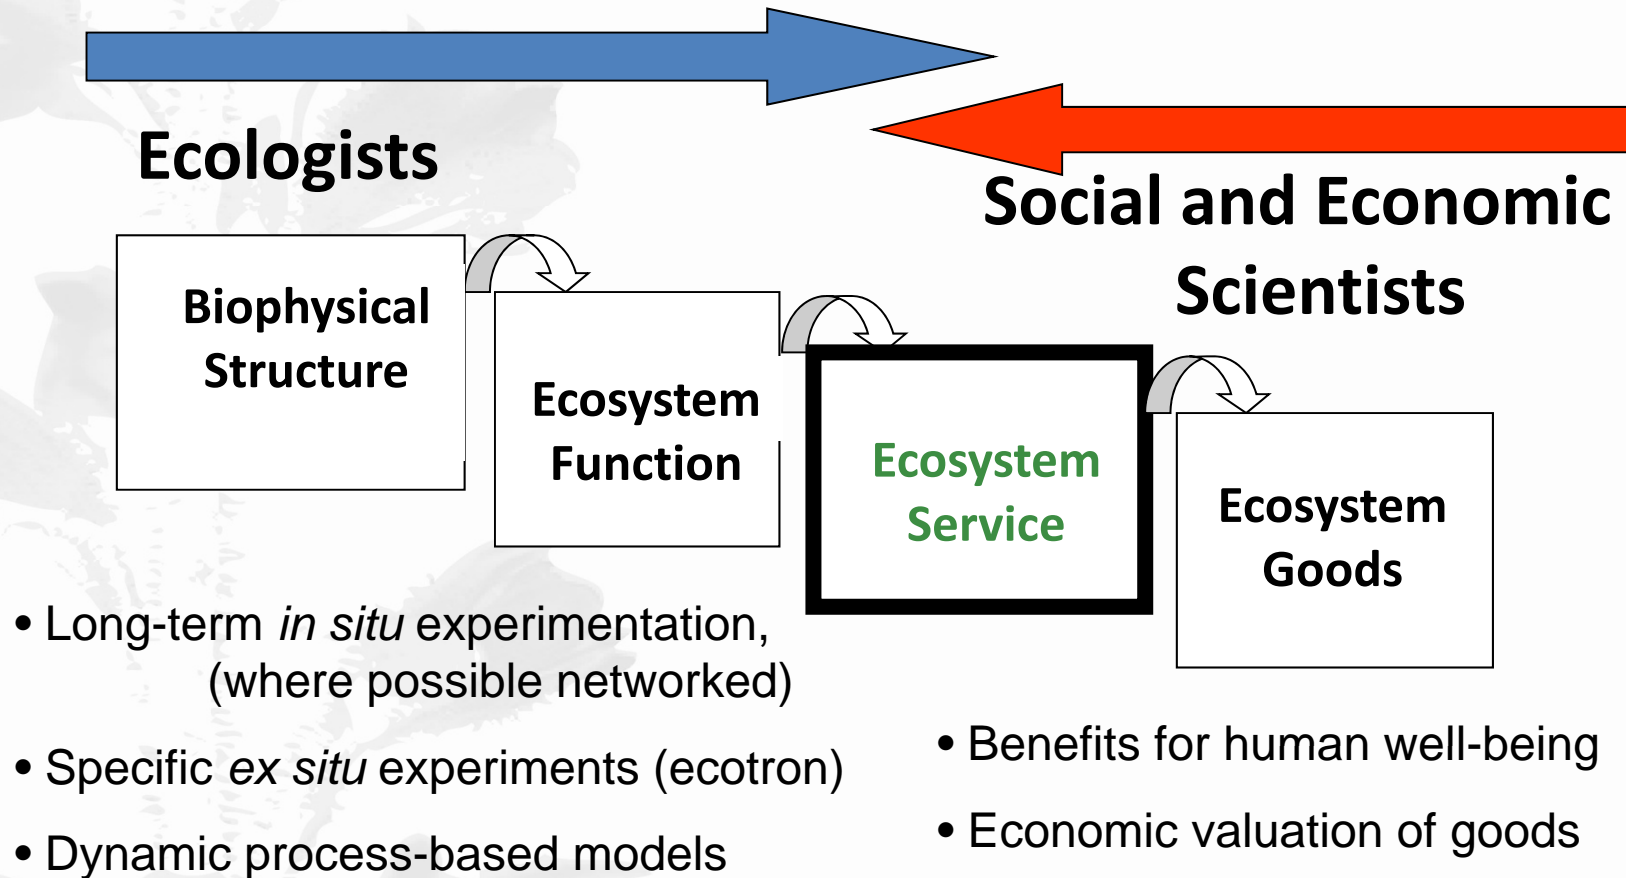 Ecologists
Social and Economic
Scientists
Biophysical
Structure
Ecosystem
Function
Ecosystem
Service
Ecosystem
Goods
• Long-term in situ experimentation,
(where possible networked)
• Specific ex situ experiments (ecotron)
• Dynamic process-based models
• Benefits for human well-being
• Economic valuation of goods